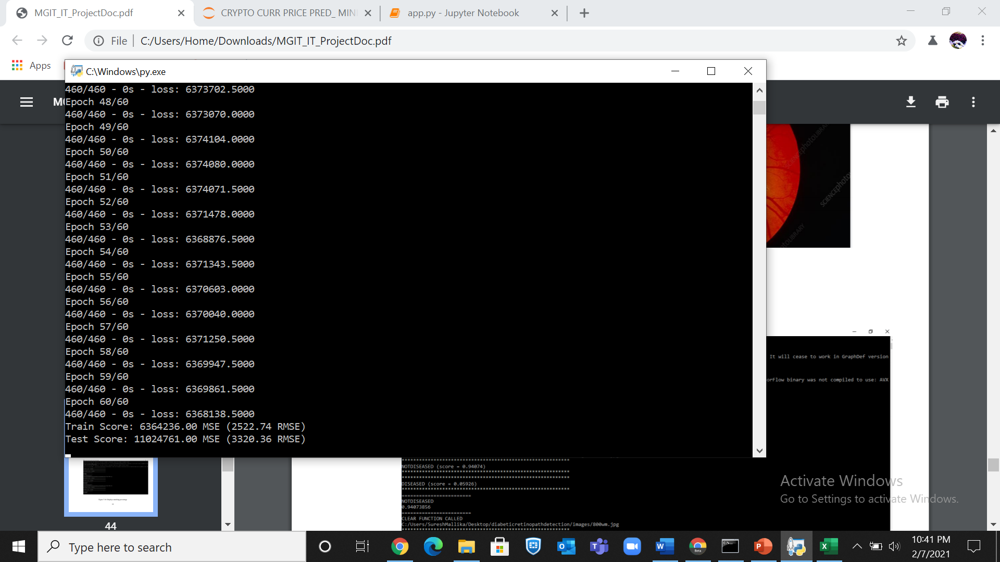 MGIT_IT_ProjectDoc.pdf
CRYPTO CURR PRICE PRED_ MIN
app.py - Jupyter Notebook
File
C:/Users/Home/Downloads/MGIT_IT_ProjectDoc.pdf
Apps
C:\Windows\py.exe
460/460 - 0s - loss: 6373702.5000
Epoch 48/60
460/460 - 0s - loss: 6373070.0000
Epoch 49/60
460/460 - 0s - loss: 6374104.0000
Epoch 50/60
460/460 - 0s - loss: 6374080.0000
Epoch 51/60
460/460 - 0s - loss: 6374071.5000
Epoch 52/60
460/460 - 0s - loss: 6371478.0000
Epoch 53/60
460/460 - 0s - loss: 6368876.5000
Epoch 54/60
460/460 - 0s - loss: 6371343.5000
Epoch 55/60
460/460 - 0s - loss: 6370603.0000
Epoch 56/60
460/460 - 0s - loss: 6370040.0000
Epoch 57/60
460/460 - 0s - loss: 6371250.5000
Epoch 58/60
460/460 - 0s - loss: 6369947.5000
Epoch 59/60
460/460 - 0s - loss: 6369861.5000
Epoch 60/60
460/460 - 0s - loss: 6368138.5000
Train Score: 6364236.00 MSE (2522.74 RMSE)
Test Score: 11024761.00 MSE (3320.36 RMSE)
It will cease to work in GraphDef version
orFlow binary was not compiled to use: AVX
**********************************************************
NOTDISEASED (score = 0.94074)
**********************************************************
**********************************************************
DISEASED (score = 0.05926)
**********************************************************
========================
NOTDISEASED
0.94073856
========================
CLEAR FUNCTION CALLED
C:/Users/SureshMallika/Desktop/diabeticretinopathdetection/images/800wm.jpg
**********************************************************
44
Activate Windows
Go to Settings to activate Windows.
Type here to search
10:41 PM
2/7/2021